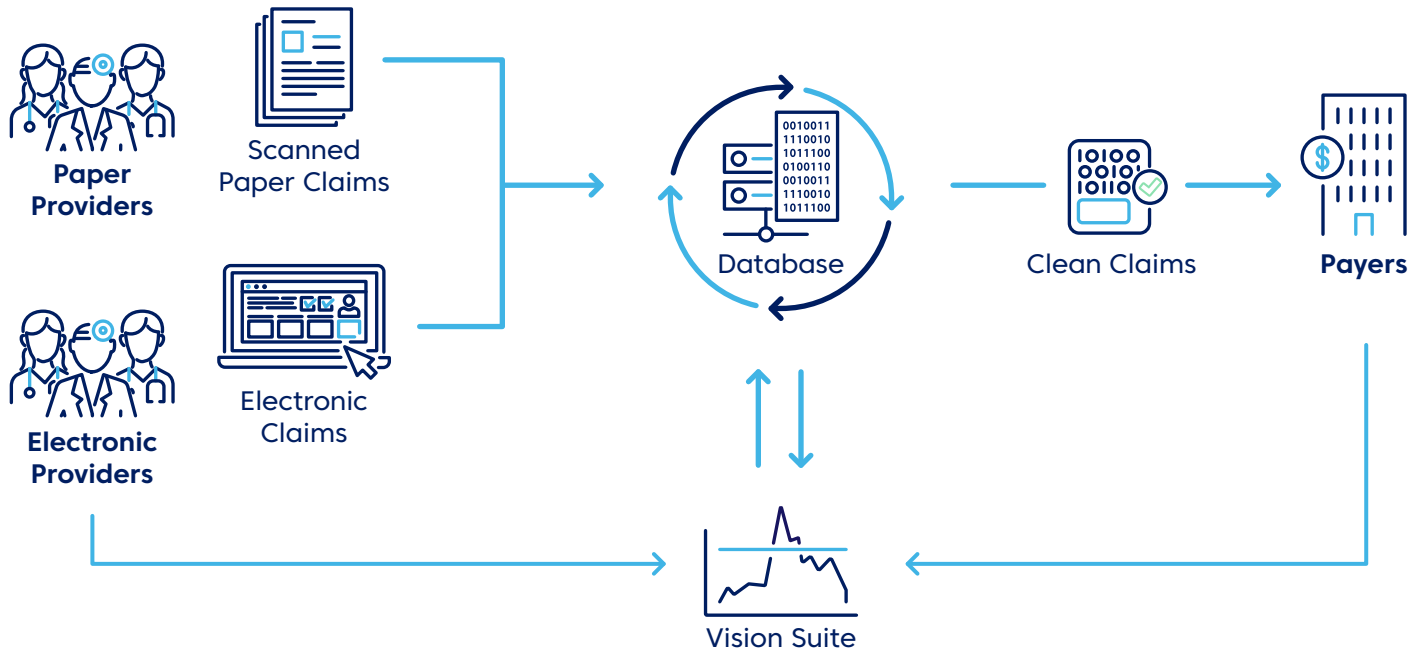 Paper
Providers
Scanned
Paper Claims
Electronic
Providers
Electronic
Claims
0010011
1110010
1011100
0100110
0010011
1110010
1011100
Database
Clean Claims
$
Payers
Vision Suite